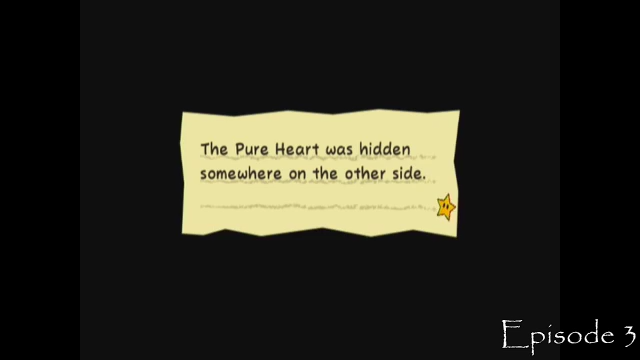 The Pure Heart was hidden
somewhere on the other side.
Episode 3